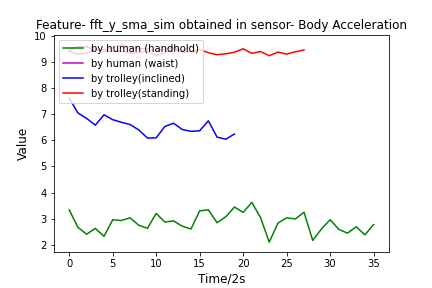 Feature- fft_y_sma_sim obtained in sensor- Body Acceleration
10
9
8
7
6
5
4
3
2
Value
by human(handhold)
by human (waist)
by trolley(inclined)
by trolley(standing)
0 5 10 15 20 25 30 35
Time/2s